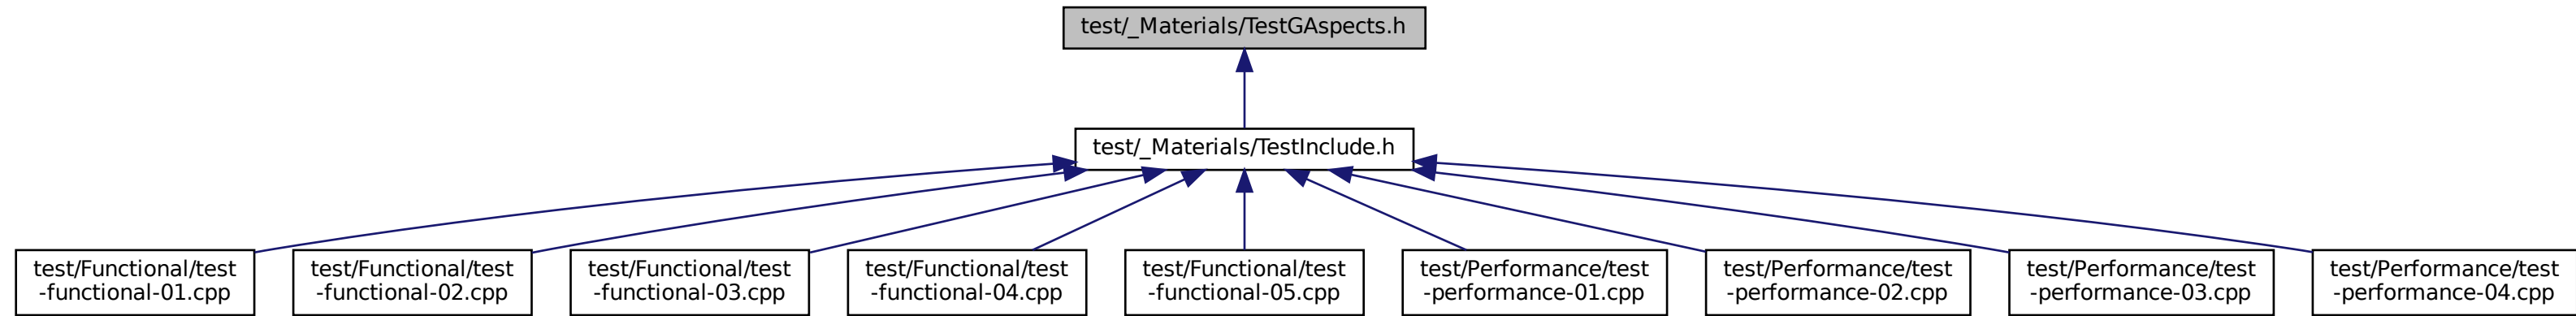 test/_Materials/TestGAspects.h
test/_Materials/TestInclude.h
test/Functional/test
-functional-01.cpp
test/Functional/test
-functional-02.cpp
test/Functional/test
-functional-03.cpp
test/Functional/test
-functional-04.cpp
test/Functional/test
-functional-05.cpp
test/Performance/test
-performance-01.cpp
test/Performance/test
-performance-02.cpp
test/Performance/test
-performance-03.cpp
test/Performance/test
-performance-04.cpp